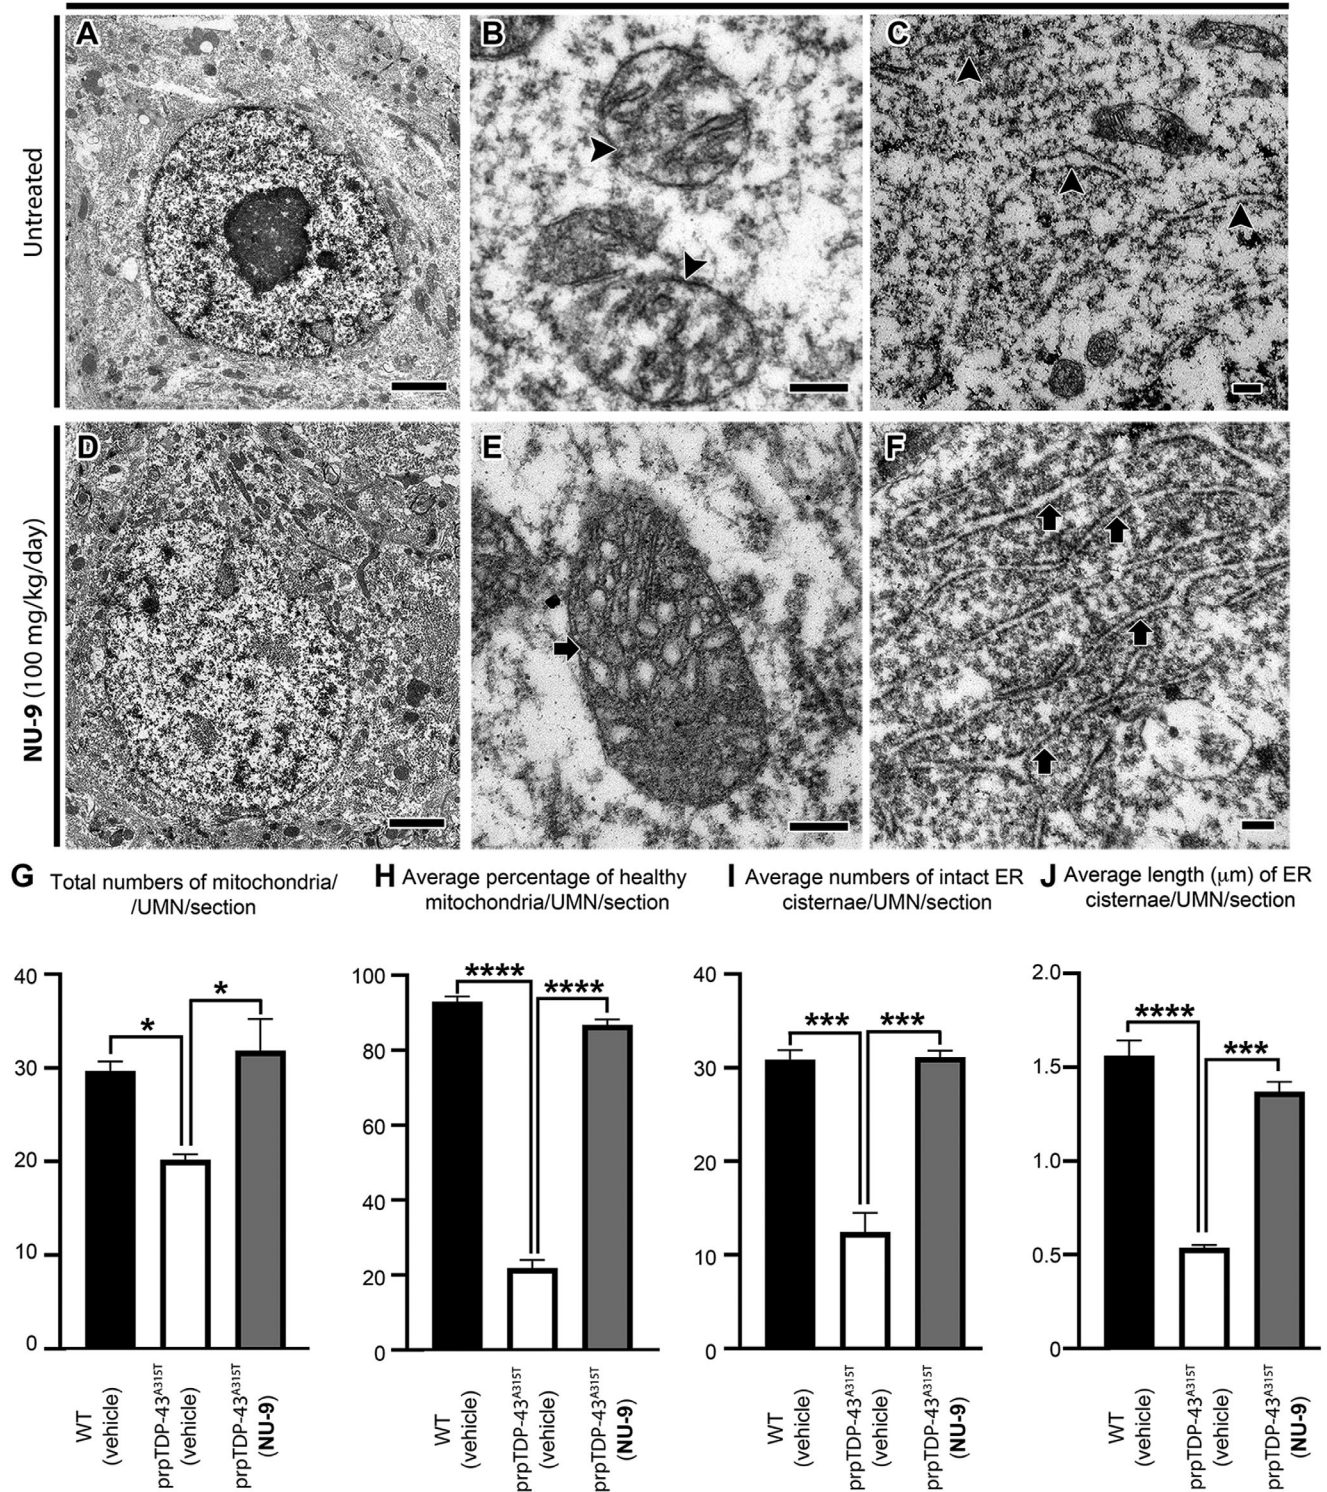 A
B
C
Untreated
D
E
F
NU-9 (100 mg/kg/day)
G Total numbers of mitochondria/
/UMN/section
H Average percentage of healthy
mitochondria/UMN/section
I Average numbers of intact ER
cisternae/UMN/section
J Average length (μm) of ER
cisternae/UMN/section
40
30
20
10
0
*
*
WT
(vehicle)
prpTDP-43A315T
(vehicle)
prpTDP-43A315T
(NU-9)
100
80
60
40
20
0
****
****
WT
(vehicle)
prpTDP-43A315T
(vehicle)
prpTDP-43A315T
(NU-9)
40
30
20
10
0
***
***
WT
(vehicle)
prpTDP-43A315T
(vehicle)
prpTDP-43A315T
(NU-9)
2.0
1.5
1.0
0.5
0
****
***
WT
(vehicle)
prpTDP-43A315T
(vehicle)
prpTDP-43A315T
(NU-9)